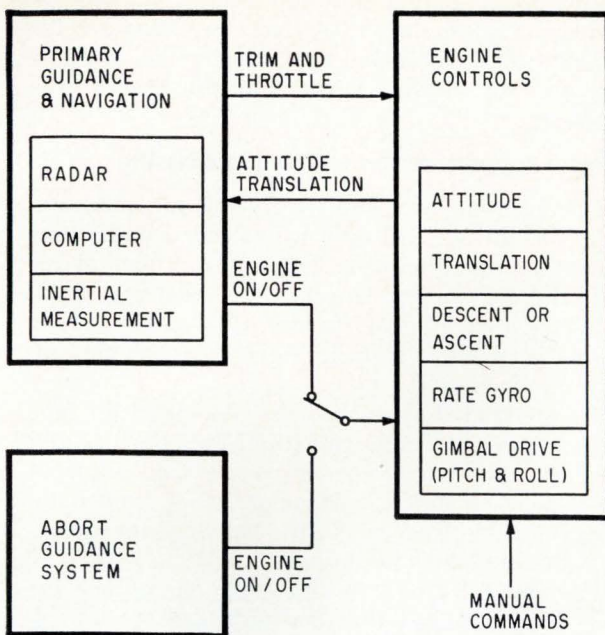 PRIMARY
GUIDANCE
& NAVIGATION
RADAR
COMPUTER
INERTIAL
MEASUREMENT
TRIM AND
THROTTLE
ATTITUDE
TRANSLATION
ENGINE
ON/OFF
ENGINE
CONTROLS
ATTITUDE
TRANSLATION
DESCENT OR
ASCENT
RATE GYRO
GIMBAL DRIVE
(PITCH & ROLL)
ABORT
GUIDANCE
SYSTEM
ENGINE
ON/OFF
MANUAL
COMMANDS